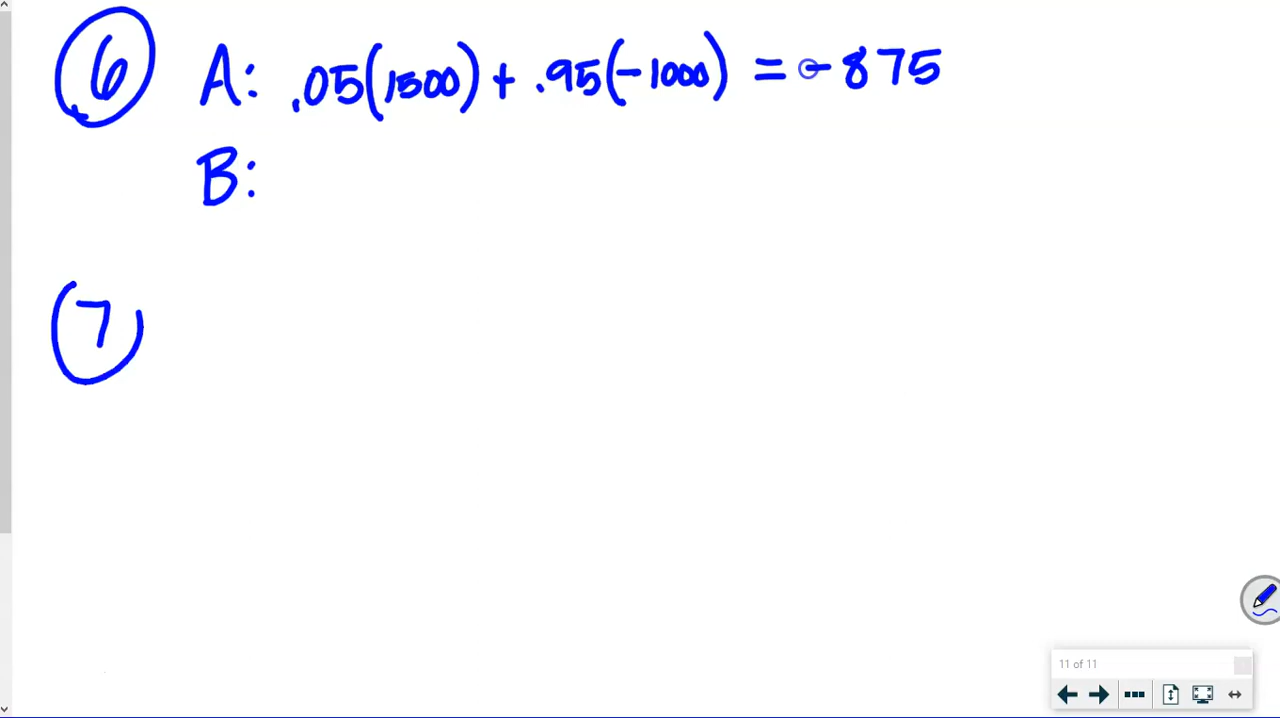 6 A: .05(1500) + .95(-1000) = -875
B:
7
11 of 11